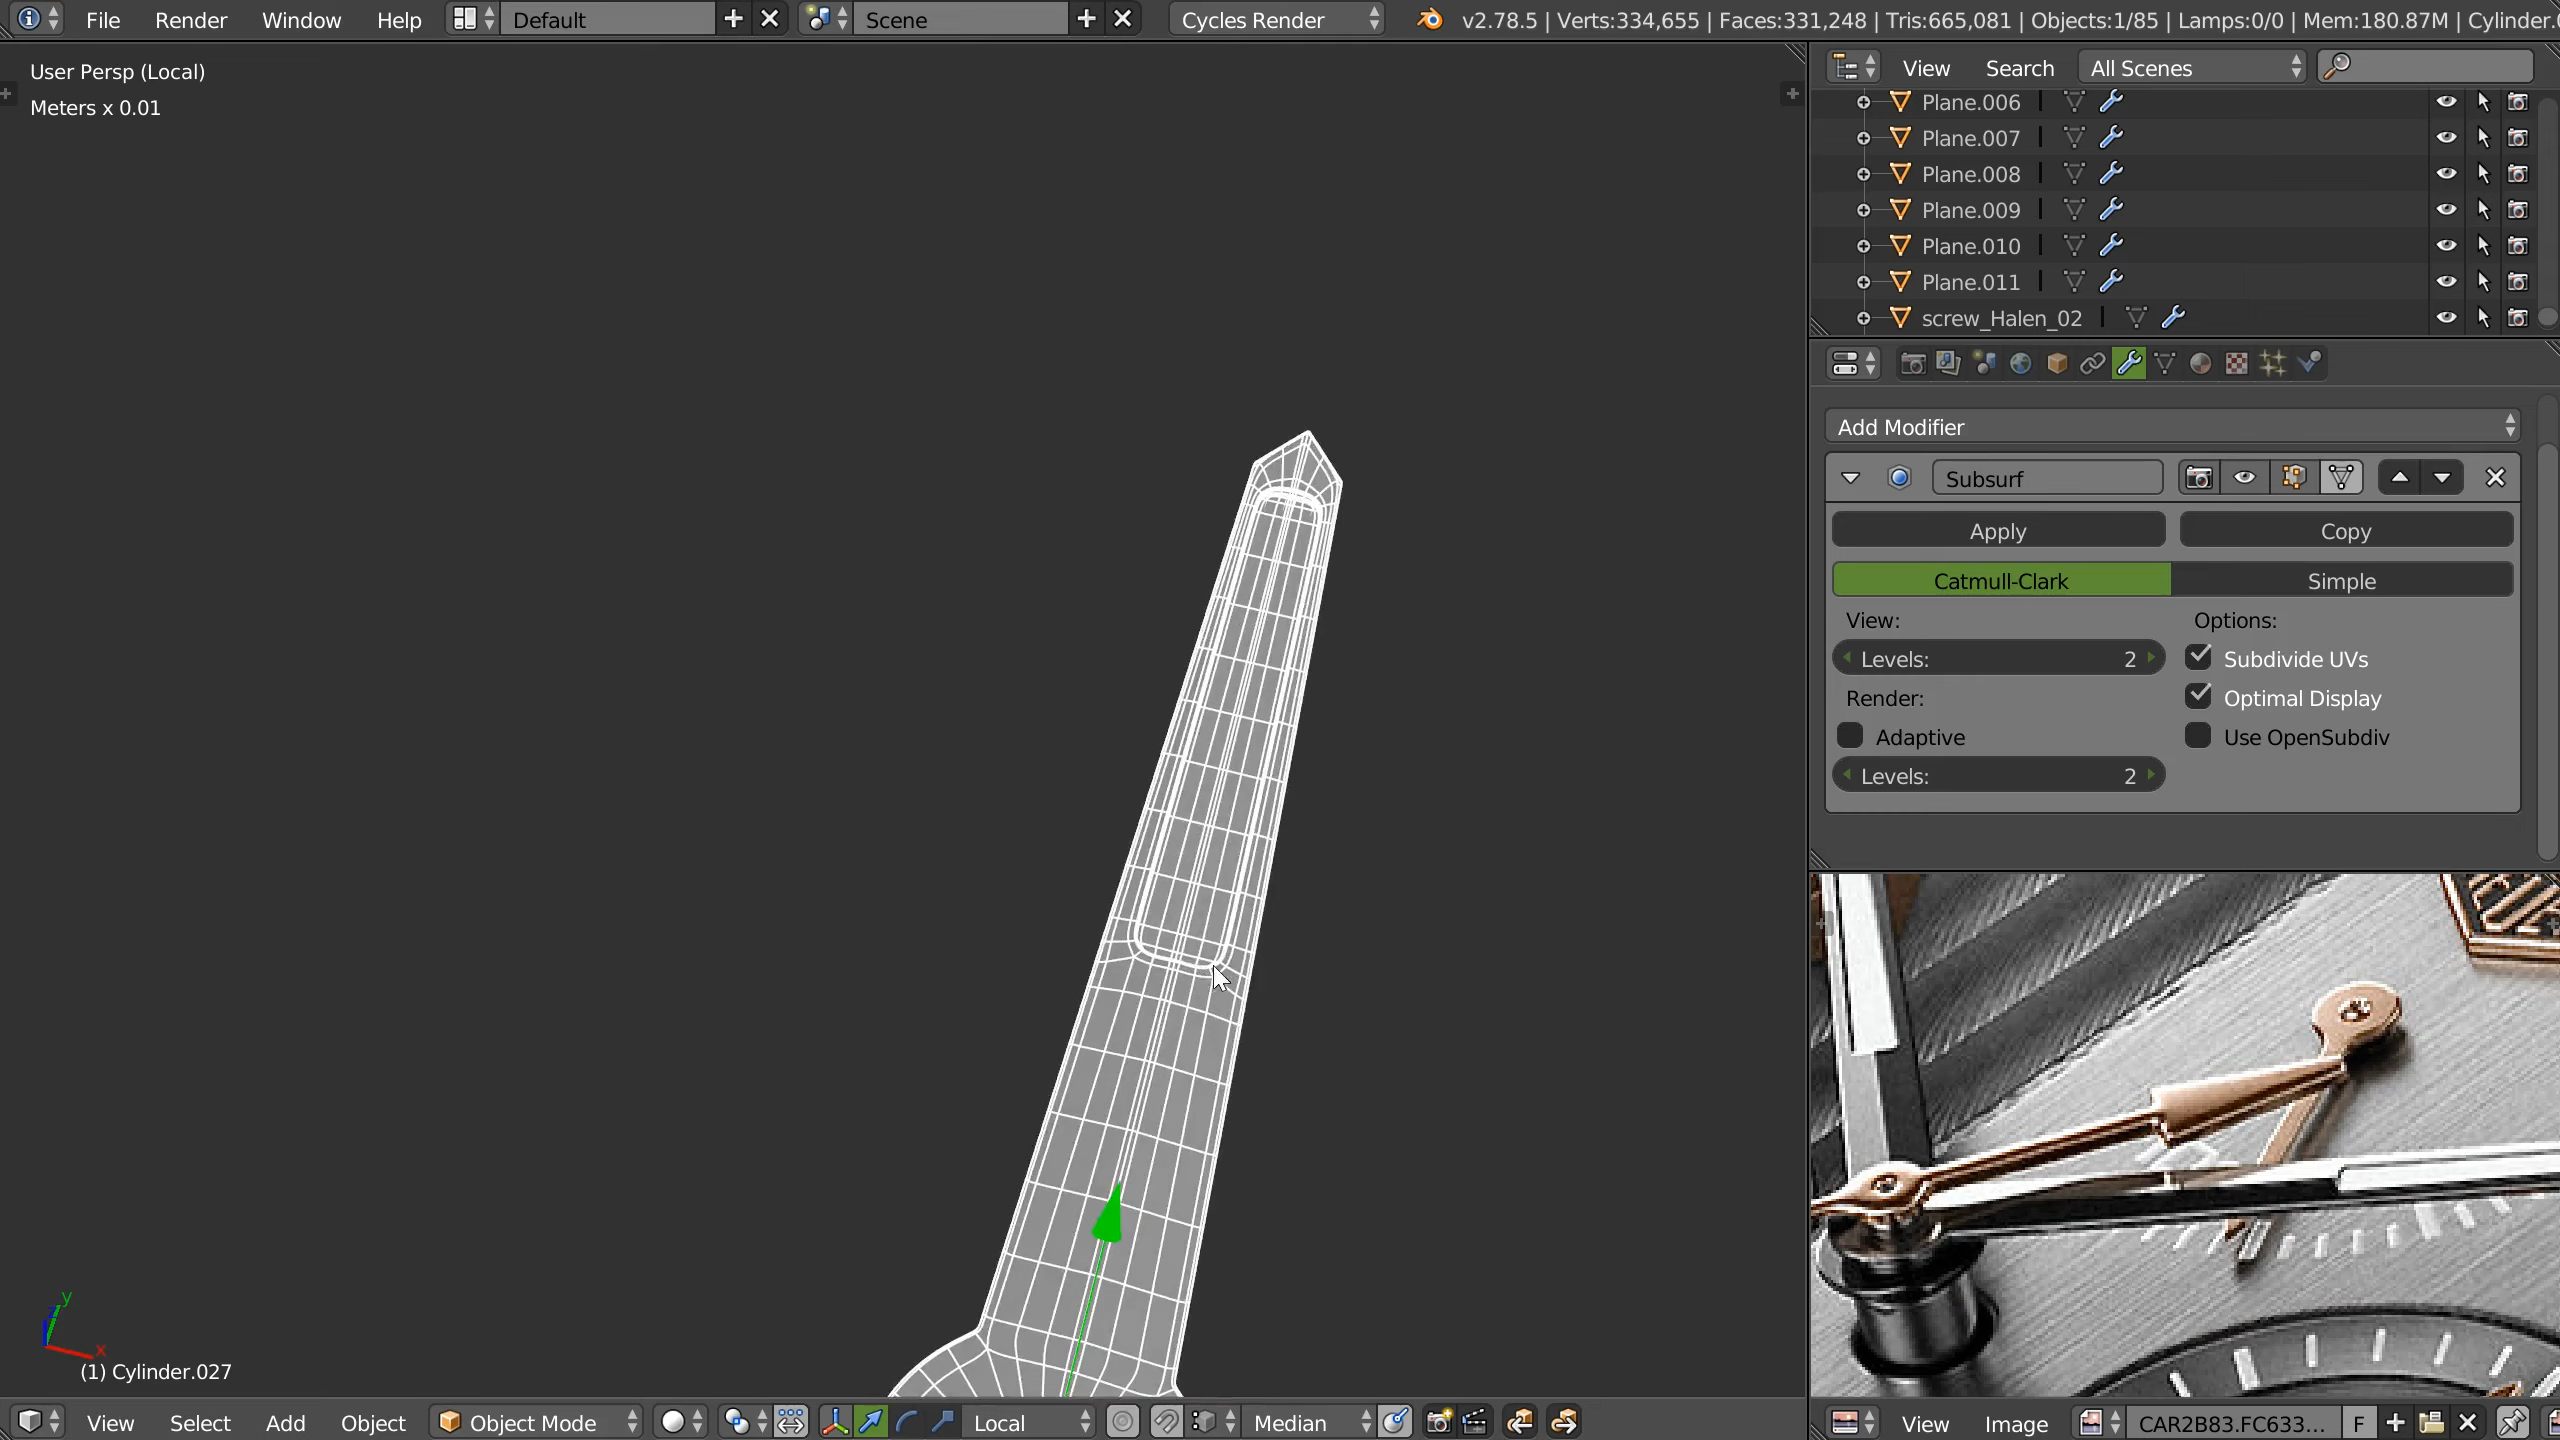 File Render Window Help Default Scene Cycles Render v2.78.5 | Verts:334,655 | Faces:331,248 | Tris:665,081 | Objects:1/85 | Lamps:0/0 | Mem:180.87M | Cylinder.
User Persp (Local)
Meters x 0.01
View Search All Scenes
Plane.006
Plane.007
Plane.008
Plane.009
Plane.010
Plane.011
screw_Halen_02
Add Modifier
Subsurf
Apply Copy
Catmull-Clark Simple
View: Options:
Levels: 2 Subdivide UVs
Render: Optimal Display
Adaptive Use OpenSubdiv
Levels: 2
y
x
(1) Cylinder.027
View Select Add Object Object Mode Local Median
View Image CAR2B83.FC633... F